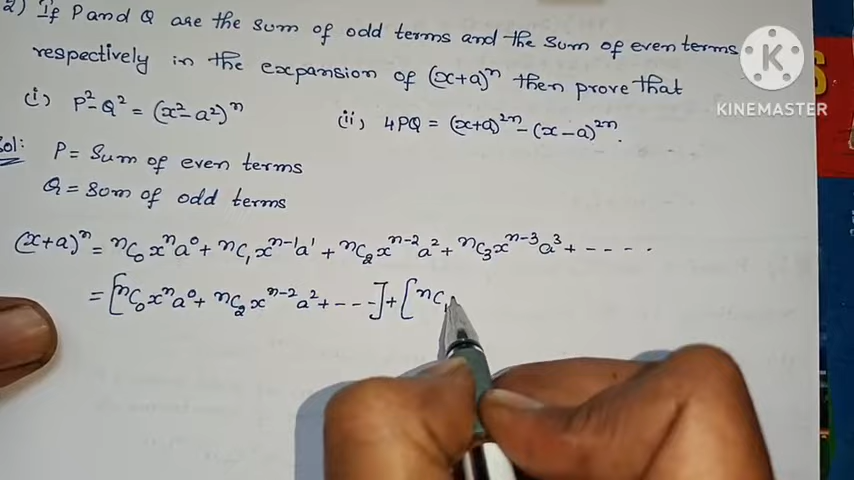 2) If P and Q are the sum of odd terms and the sum of even terms
respectively in the expansion of (x+a)ⁿ then prove that
(i) P²-Q² = (x²-a²)ⁿ (ii) 4PQ = (x+a)²ⁿ - (x-a)²ⁿ.
Sol: P = Sum of even terms
Q = Sum of odd terms
(x+a)ⁿ = ⁿC₀xⁿa⁰ + ⁿC₁xⁿ⁻¹a¹ + ⁿC₂xⁿ⁻²a² + ⁿC₃xⁿ⁻³a³ + - - - - .
= [ⁿC₀xⁿa⁰ + ⁿC₂xⁿ⁻²a² + - - - ] + [ⁿC₁
K
KINEMASTER
S